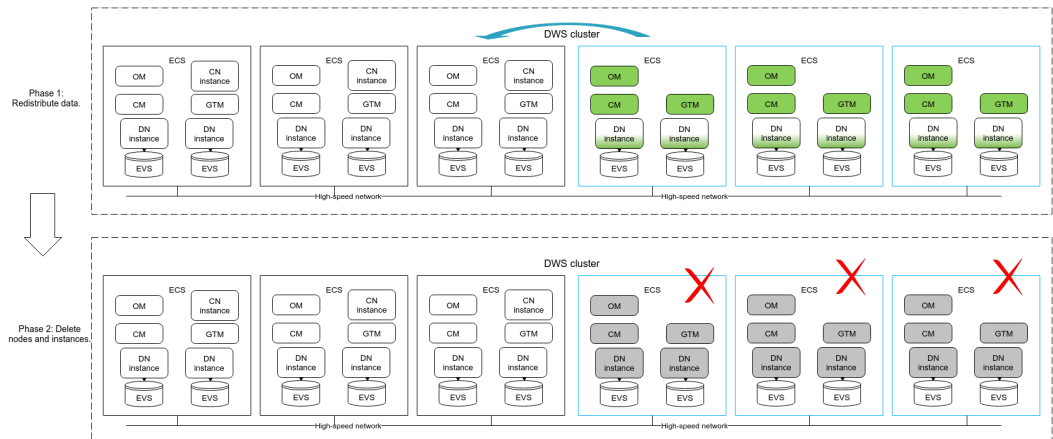 DWS cluster
Phase 1:
Redistribute data.
ECS
OM
CN
instance
CM
GTM
DN
instance
DN
instance
EVS
EVS
ECS
OM
CN
instance
CM
GTM
DN
instance
DN
instance
EVS
EVS
ECS
OM
CN
instance
CM
GTM
DN
instance
DN
instance
EVS
EVS
ECS
OM
CM
GTM
DN
instance
DN
instance
EVS
EVS
ECS
OM
CM
GTM
DN
instance
DN
instance
EVS
EVS
ECS
OM
CM
GTM
DN
instance
DN
instance
EVS
EVS
High-speed network
High-speed network
DWS cluster
Phase 2: Delete
nodes and instances.
ECS
OM
CN
instance
CM
GTM
DN
instance
DN
instance
EVS
EVS
ECS
OM
CN
instance
CM
GTM
DN
instance
DN
instance
EVS
EVS
ECS
OM
CN
instance
CM
GTM
DN
instance
DN
instance
EVS
EVS
ECS
OM
CM
GTM
DN
instance
DN
instance
EVS
EVS
ECS
OM
CM
GTM
DN
instance
DN
instance
EVS
EVS
ECS
OM
CM
GTM
DN
instance
DN
instance
EVS
EVS
High-speed network
High-speed network